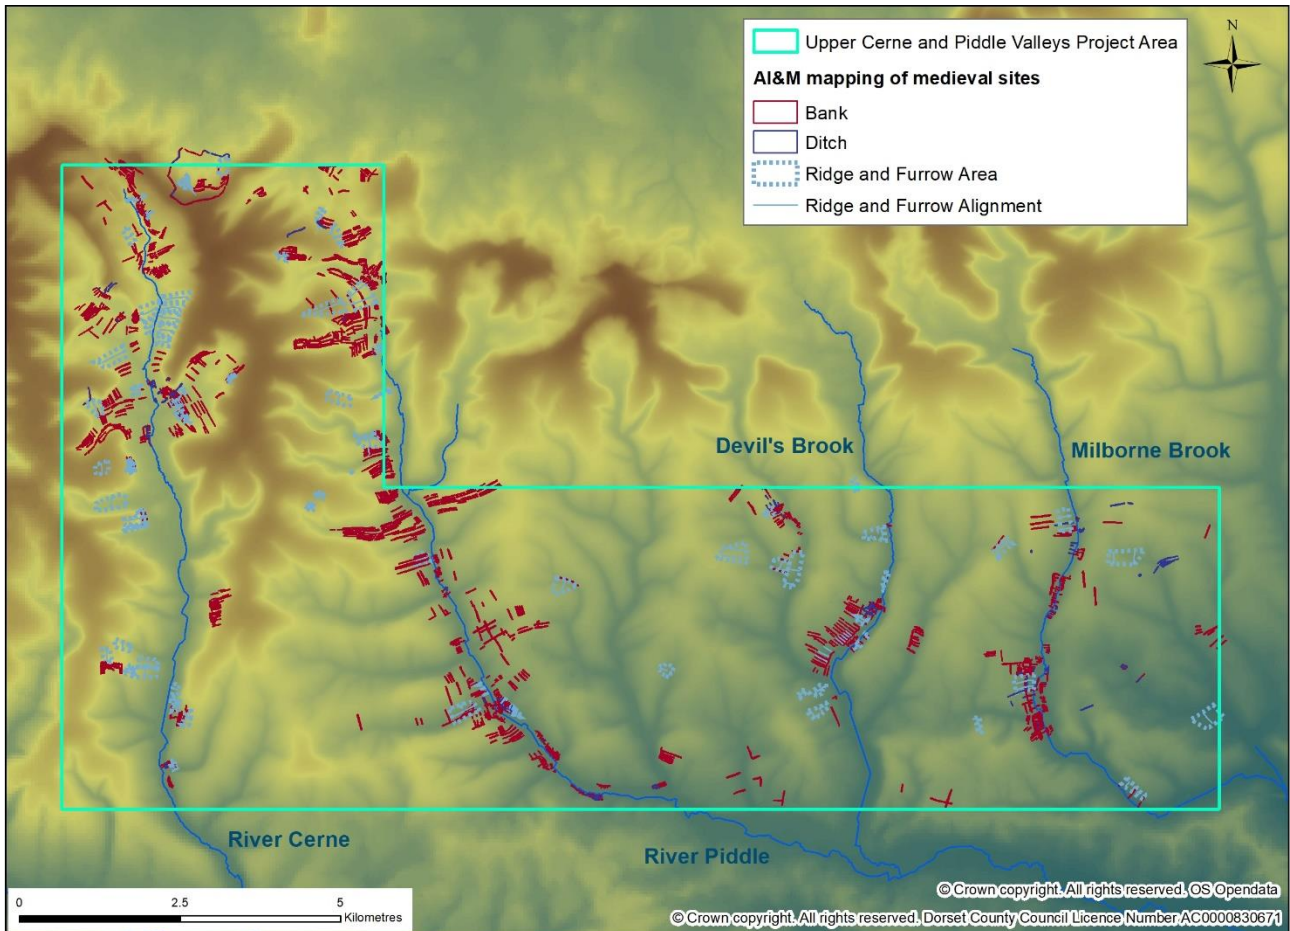 Upper Cerne and Piddle Valleys Project Area
AI&M mapping of medieval sites
Bank
Ditch
Ridge and Furrow Area
Ridge and Furrow Alignment
N
Devil's Brook
Milborne Brook
River Cerne
River Piddle
0 2.5 5
Kilometres
© Crown copyright. All rights reserved. OS Opendata
© Crown copyright. All rights reserved. Dorset County Council Licence Number AC0000830671